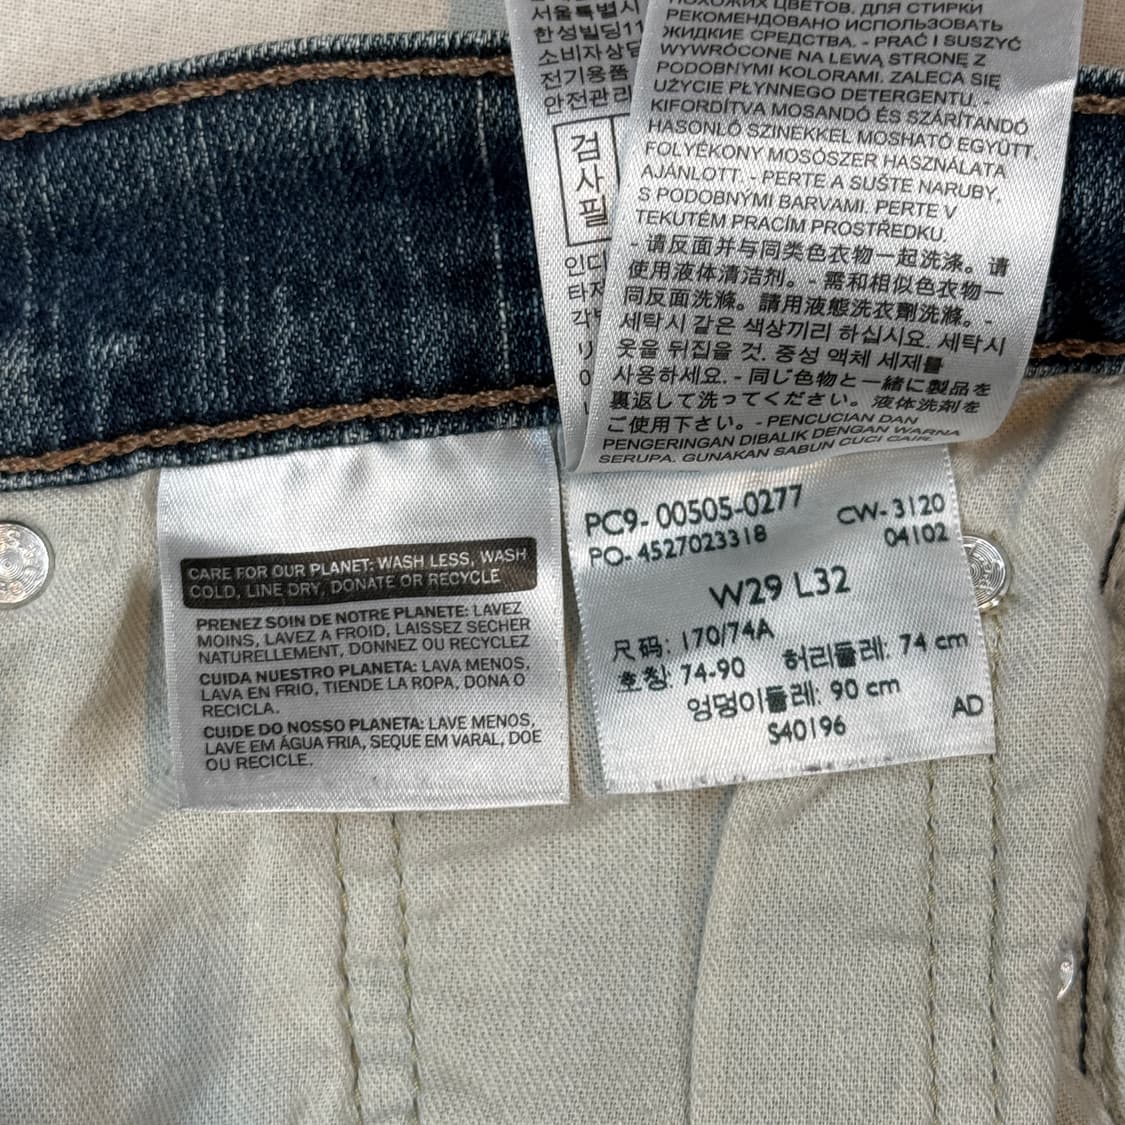 서울특별시
한성빌딩11
소비자상담
전기용품
안전관리
검
사
필
인디
타자
각
ПОХОЖИХ ЦВЕТОВ. ДЛЯ СТИРКИ
РЕКОМЕНДОВАНО ИСПОЛЬЗОВАТЬ
ЖИДКИЕ СРЕДСТВА. - PRAĆ I SUSZYĆ
WYWRÓCONE NA LEWĄ STRONĘ Z
PODOBNYMI KOLORAMI. ZALECA SIĘ
UŻYCIE PŁYNNEGO DETERGENTU. -
KIFORDÍTVA MOSANDÓ ÉS SZÁRÍTANDÓ
HASONLÓ SZINEKKEL MOSHATÓ EGYÜTT.
FOLYÉKONY MOSÓSZER HASZNÁLATA
AJÁNLOTT. - PERTE A SUŠTE NARUBY,
S PODOBNÝMI BARVAMI. PERTE V
TEKUTÉM PRACÍM PROSTŘEDKU.
- 请反面并与同类色衣物一起洗涤。请
使用液体清洁剂。- 需和相似色衣物一
同反面洗滌。請用液態洗衣劑洗滌。-
세탁시 같은 색상끼리 하십시요. 세탁시
옷을 뒤집을 것. 중성 액체 세제를
사용하세요. - 同じ色物と一緒に製品を
裏返して洗ってください。液体洗剤を
ご使用下さい。- PENCUCIAN DAN
PENGERINGAN DIBALIK DENGAN WARNA
SERUPA. GUNAKAN SABUN CUCI CAIR.
CARE FOR OUR PLANET: WASH LESS, WASH
COLD, LINE DRY, DONATE OR RECYCLE
PRENEZ SOIN DE NOTRE PLANETE: LAVEZ
MOINS, LAVEZ A FROID, LAISSEZ SECHER
NATURELLEMENT, DONNEZ OU RECYCLEZ
CUIDA NUESTRO PLANETA: LAVA MENOS,
LAVA EN FRIO, TIENDE LA ROPA, DONA O
RECICLA.
CUIDE DO NOSSO PLANETA: LAVE MENOS,
LAVE EM ÁGUA FRIA, SEQUE EM VARAL, DOE
OU RECICLE.
PC9- 00505-0277 CW- 3120
PO- 4527023318 04102
W29 L32
尺码: 170/74A
호칭: 74-90 허리둘레: 74 cm
엉덩이둘레: 90 cm
S40196 AD